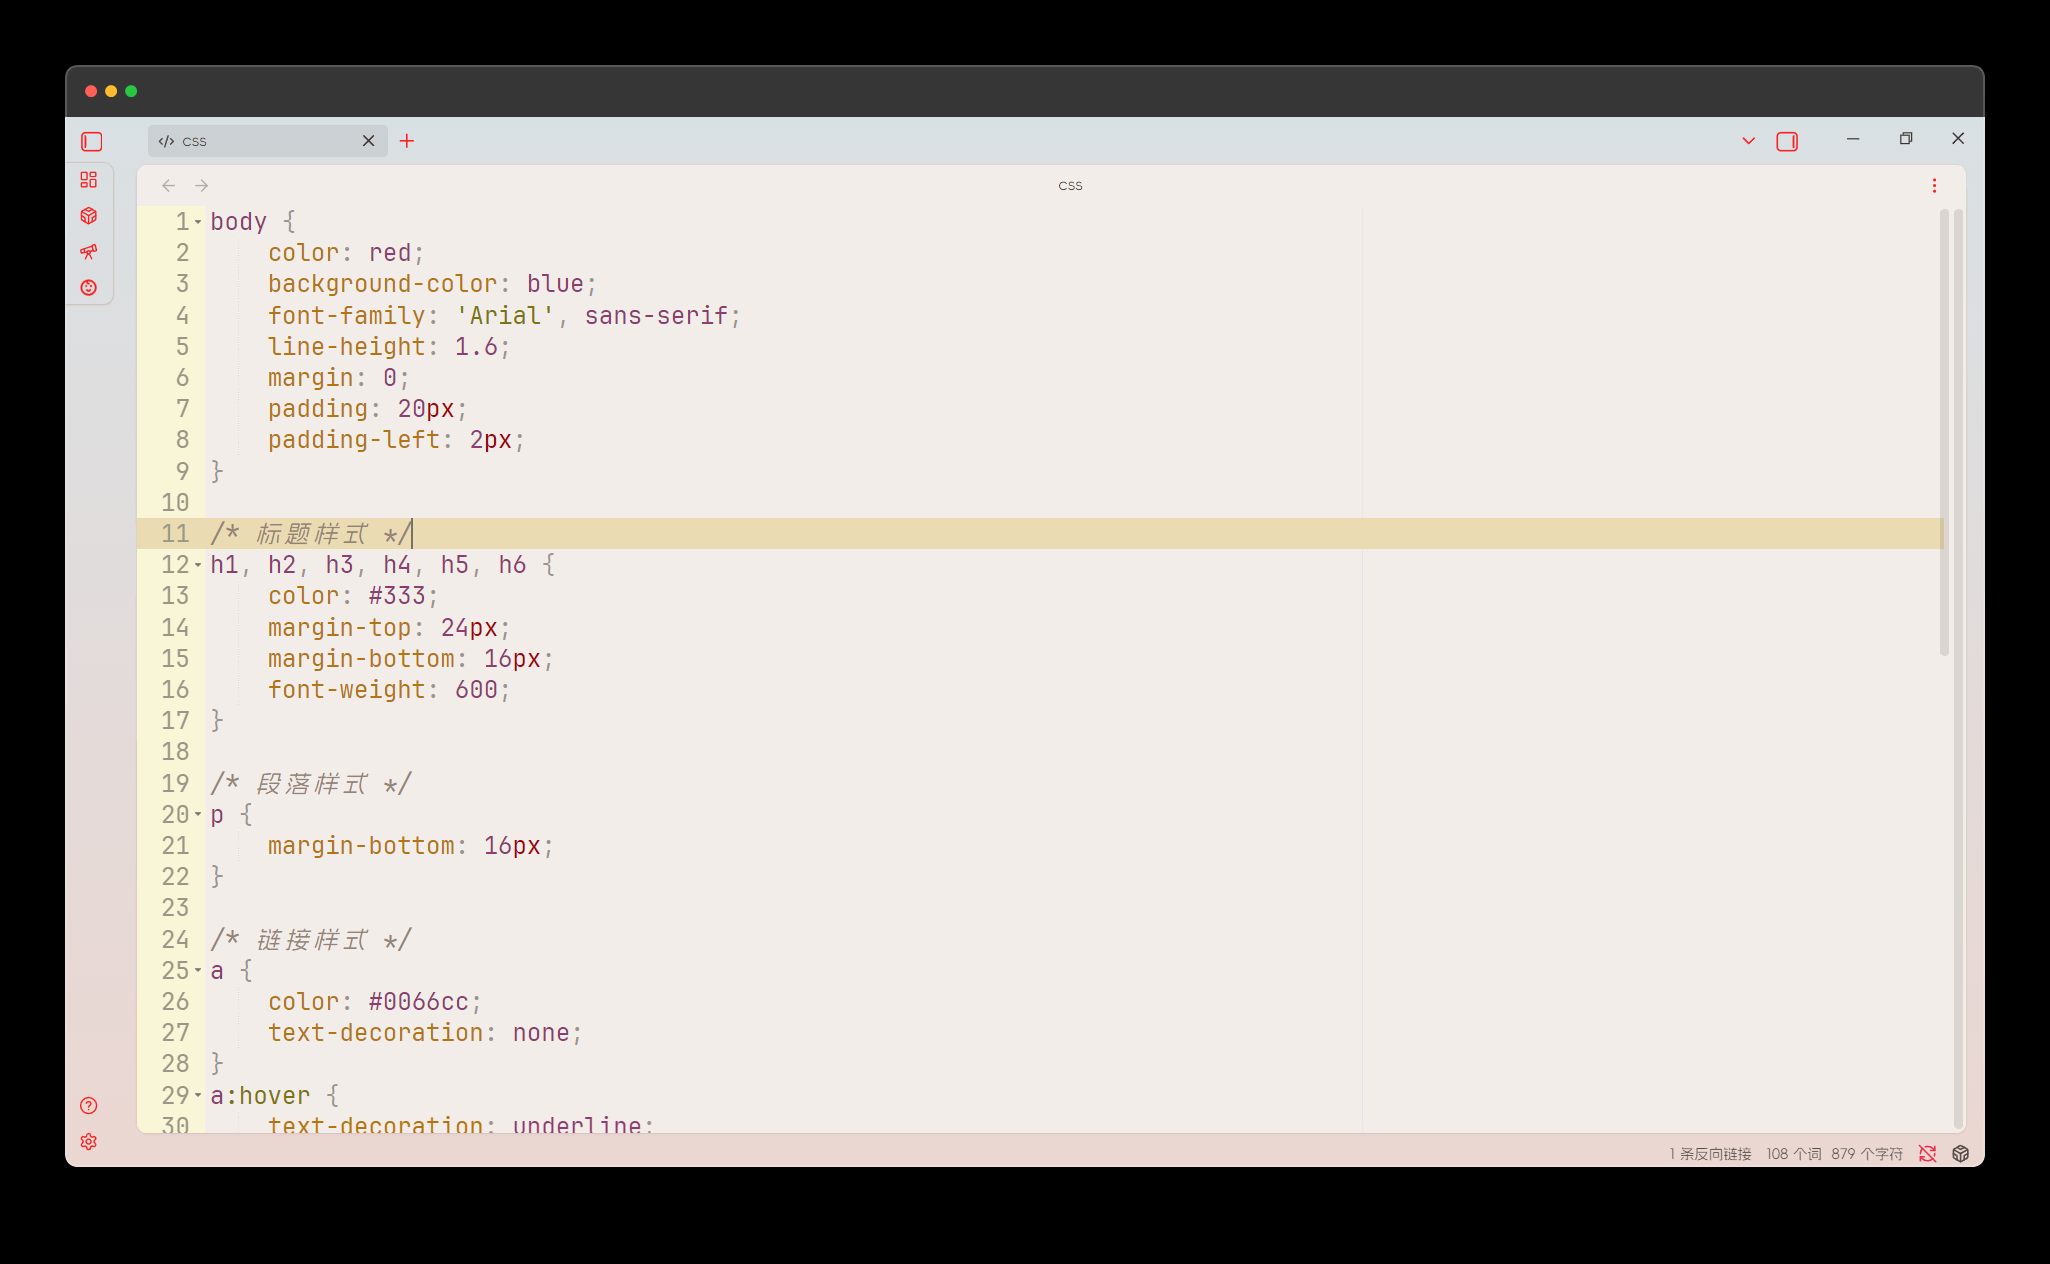 css
css
1 body {
2     color: red;
3     background-color: blue;
4     font-family: 'Arial', sans-serif;
5     line-height: 1.6;
6     margin: 0;
7     padding: 20px;
8     padding-left: 2px;
9 }
10
11 /* 标题样式 */
12 h1, h2, h3, h4, h5, h6 {
13     color: #333;
14     margin-top: 24px;
15     margin-bottom: 16px;
16     font-weight: 600;
17 }
18
19 /* 段落样式 */
20 p {
21     margin-bottom: 16px;
22 }
23
24 /* 链接样式 */
25 a {
26     color: #0066cc;
27     text-decoration: none;
28 }
29 a:hover {
30     text-decoration: underline;
1 条反向链接 108 个词 879 个字符